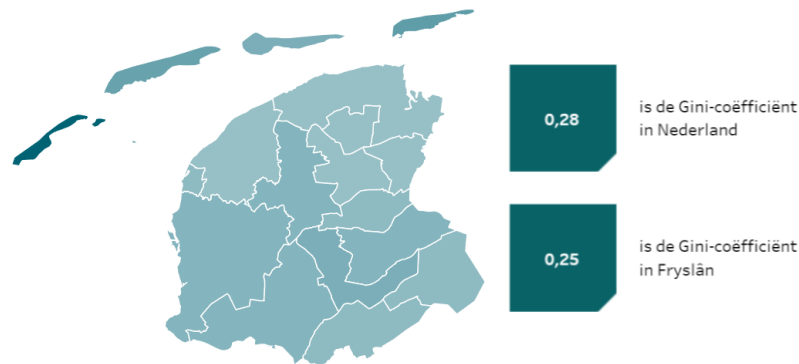 0,28
is de Gini-coëfficiënt
in Nederland
0,25
is de Gini-coëfficiënt
in Fryslân